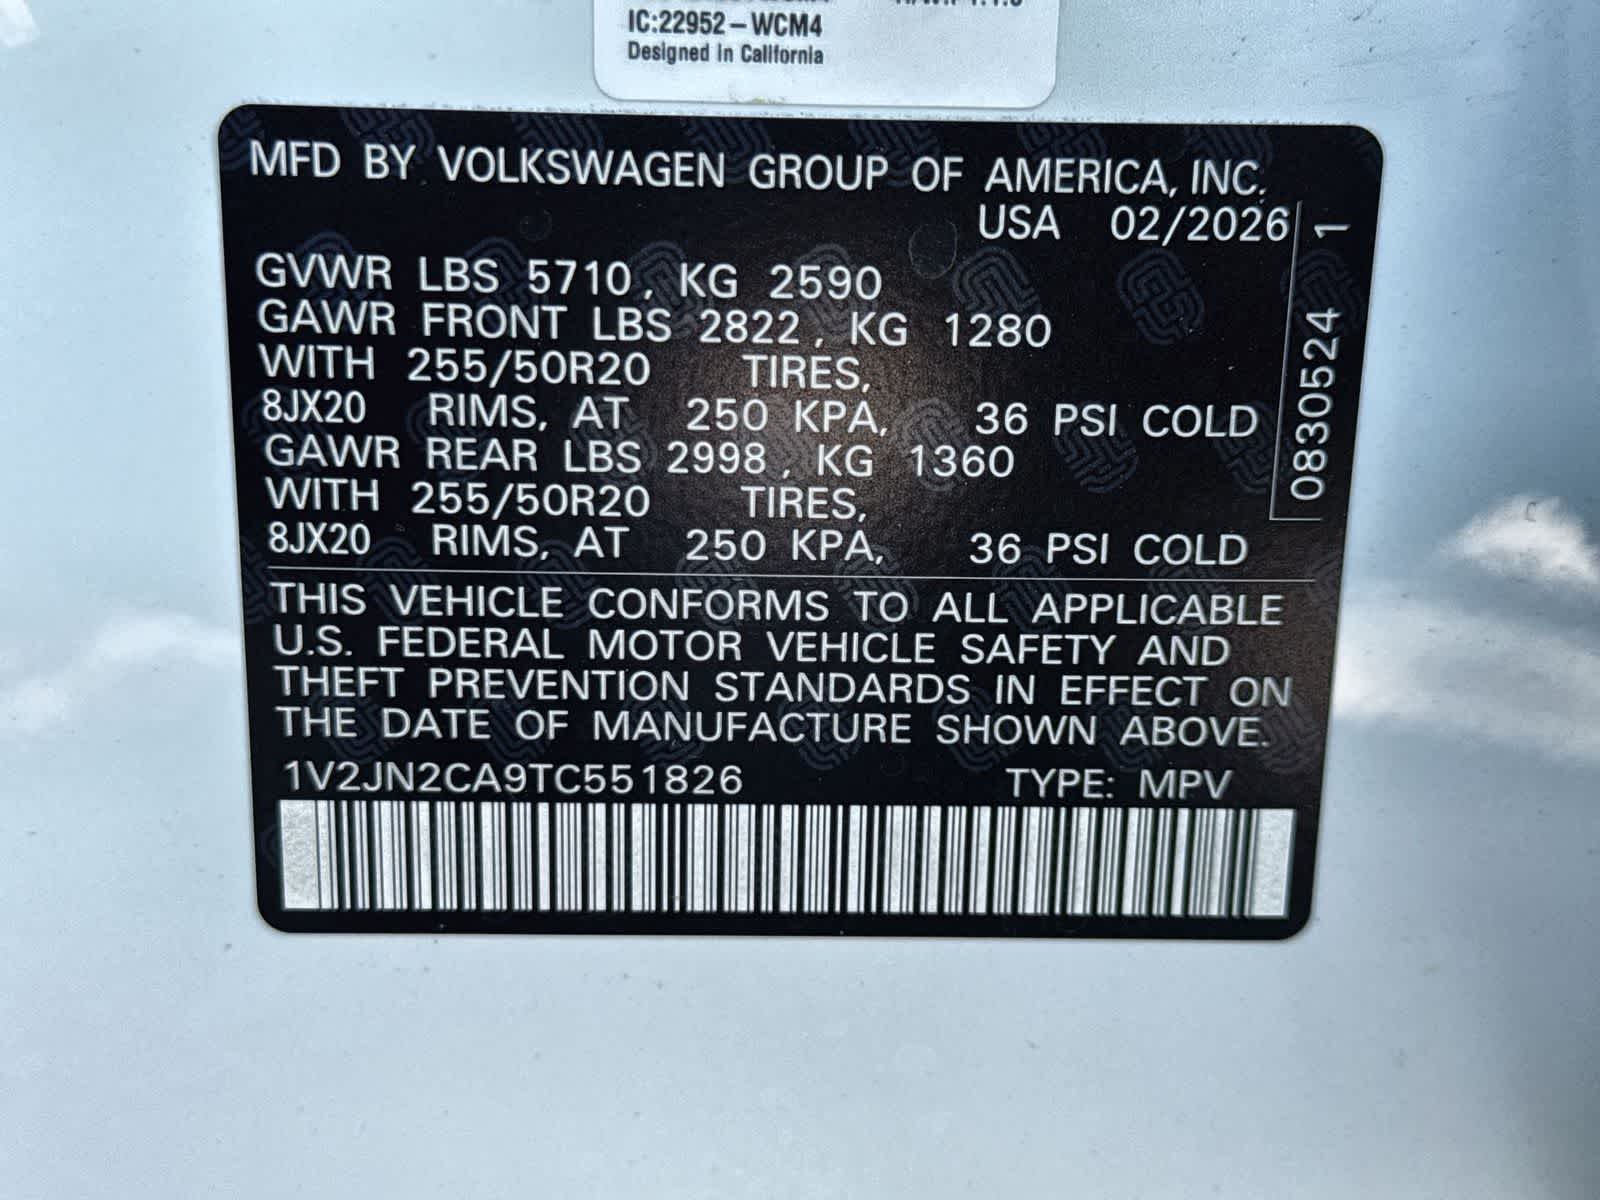 IC:22952-WCM4
Designed in California
MFD BY VOLKSWAGEN GROUP OF AMERICA, INC.
USA 02/2026
GVWR LBS 5710, KG 2590
GAWR FRONT LBS 2822, KG 1280
WITH 255/50R20 TIRES,
8JX20 RIMS, AT 250 KPA, 36 PSI COLD
GAWR REAR LBS 2998, KG 1360
WITH 255/50R20 TIRES,
8JX20 RIMS, AT 250 KPA, 36 PSI COLD
0830524 1
THIS VEHICLE CONFORMS TO ALL APPLICABLE
U.S. FEDERAL MOTOR VEHICLE SAFETY AND
THEFT PREVENTION STANDARDS IN EFFECT ON
THE DATE OF MANUFACTURE SHOWN ABOVE.
1V2JN2CA9TC551826 TYPE: MPV